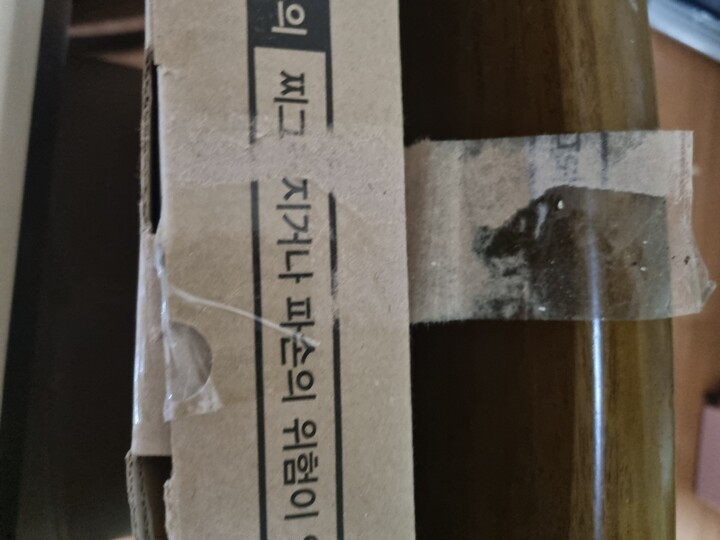 의 찌그 지거나 파손의 위험이